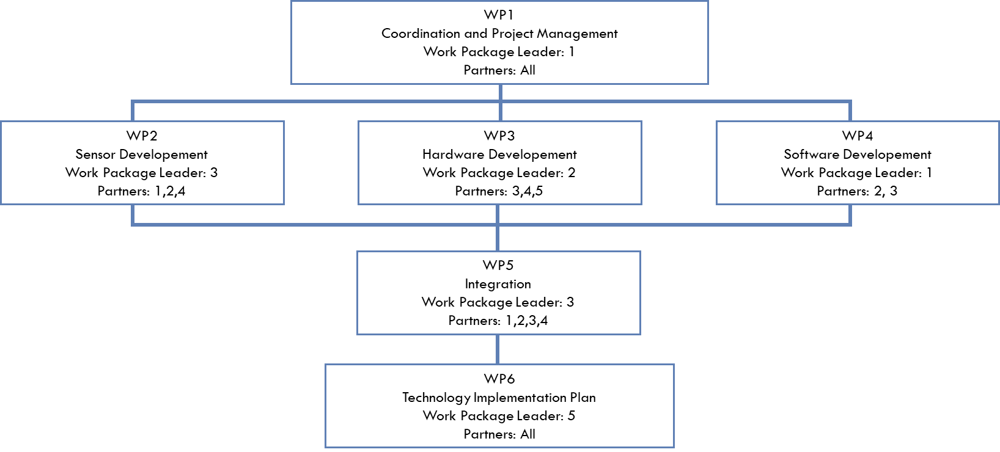 WP1
Coordination and Project Management
Work Package Leader: 1
Partners: All
WP2
Sensor Developement
Work Package Leader: 3
Partners: 1,2,4
WP3
Hardware Developement
Work Package Leader: 2
Partners: 3,4,5
WP4
Software Developement
Work Package Leader: 1
Partners: 2, 3
WP5
Integration
Work Package Leader: 3
Partners: 1,2,3,4
WP6
Technology Implementation Plan
Work Package Leader: 5
Partners: All